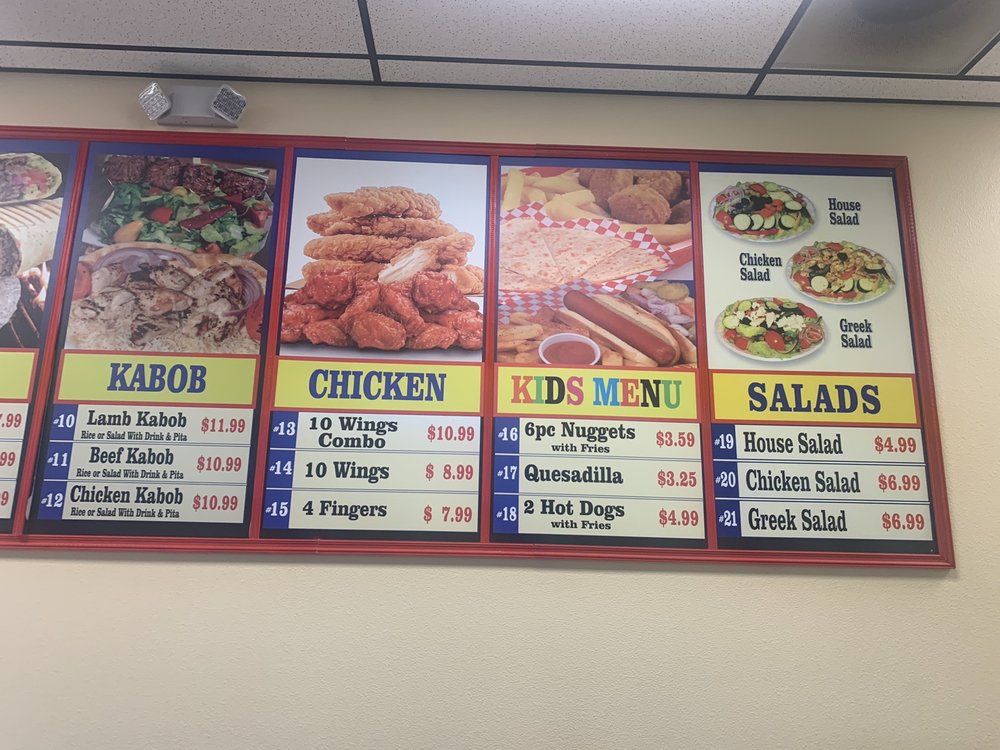 7.99
99
99
KABOB
#10 Lamb Kabob $11.99
Rice or Salad With Drink & Pita
#11 Beef Kabob $10.99
Rice or Salad With Drink & Pita
#12 Chicken Kabob $10.99
Rice or Salad With Drink & Pita
CHICKEN
#13 10 Wings
Combo $10.99
#14 10 Wings $ 8.99
#15 4 Fingers $ 7.99
KIDS MENU
#16 6pc Nuggets $3.59
with Fries
#17 Quesadilla $3.25
#18 2 Hot Dogs $4.99
with Fries
House
Salad
Chicken
Salad
Greek
Salad
SALADS
#19 House Salad $4.99
#20 Chicken Salad $6.99
#21 Greek Salad $6.99